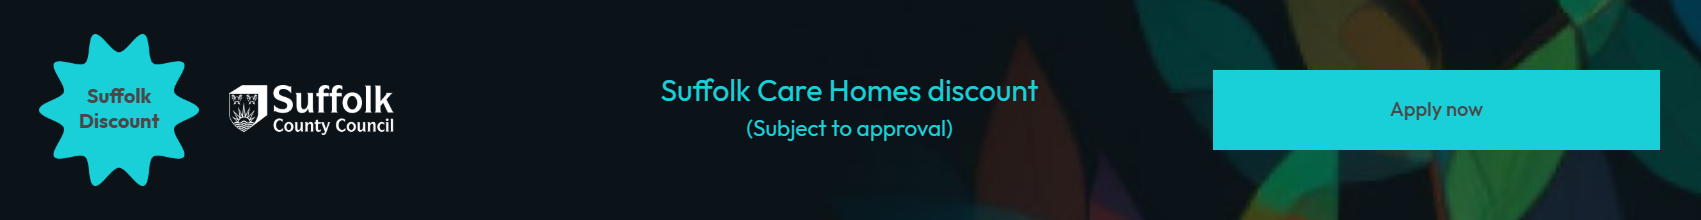 Suffolk
Discount
Suffolk
County Council
Suffolk Care Homes discount
(Subject to approval)
Apply now